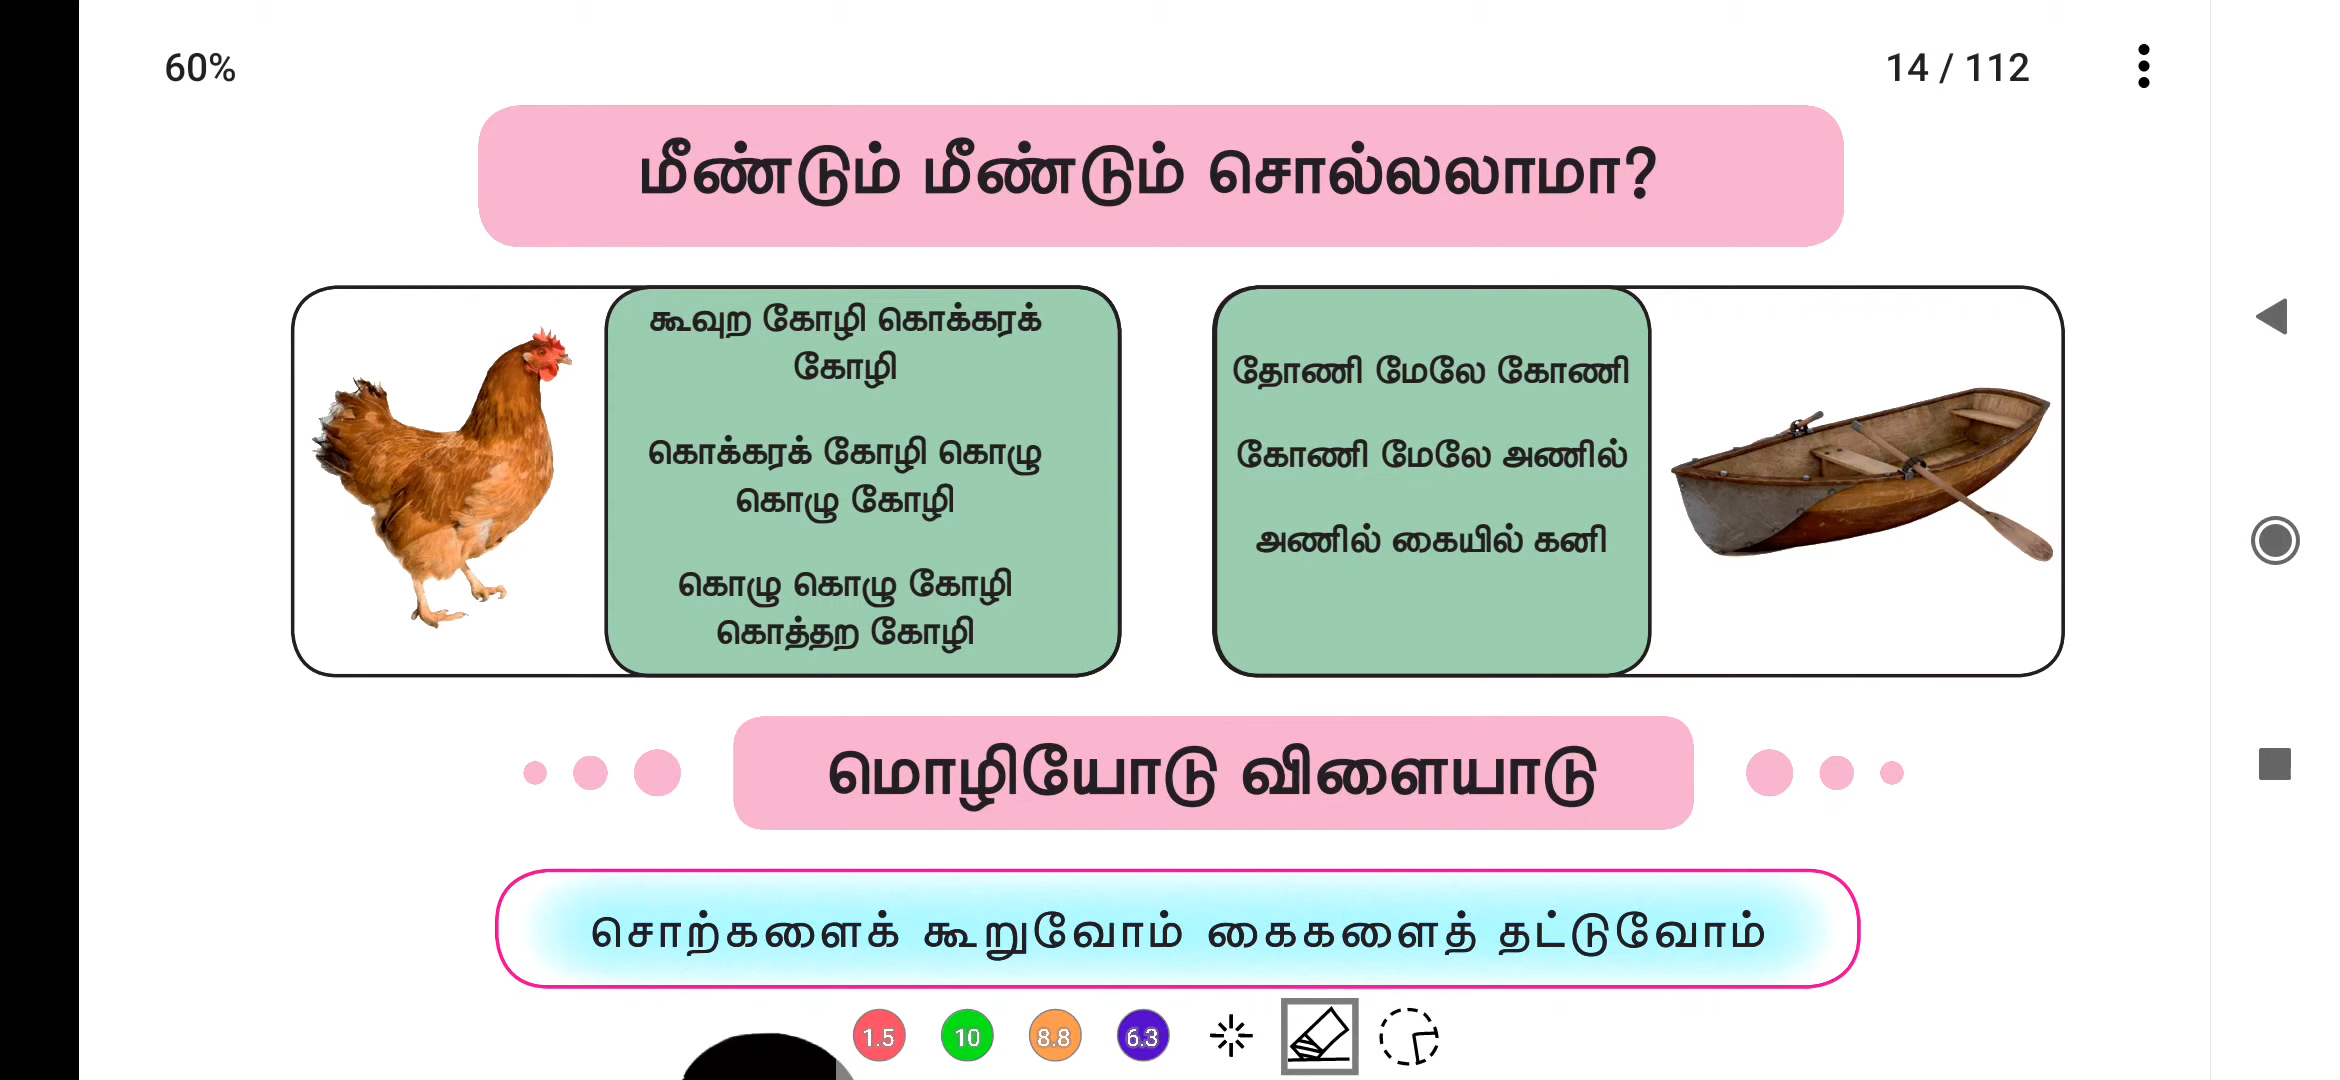 60%
14 / 112
மீண்டும் மீண்டும் சொல்லலாமா?
கூவுற கோழி கொக்கரக்
கோழி
கொக்கரக் கோழி கொழு
கொழு கோழி
கொழு கொழு கோழி
கொத்தற கோழி
தோணி மேலே கோணி
கோணி மேலே அணில்
அணில் கையில் கனி
மொழியோடு விளையாடு
சொற்களைக் கூறுவோம் கைகளைத் தட்டுவோம்
1.5 10 8.8 6.3